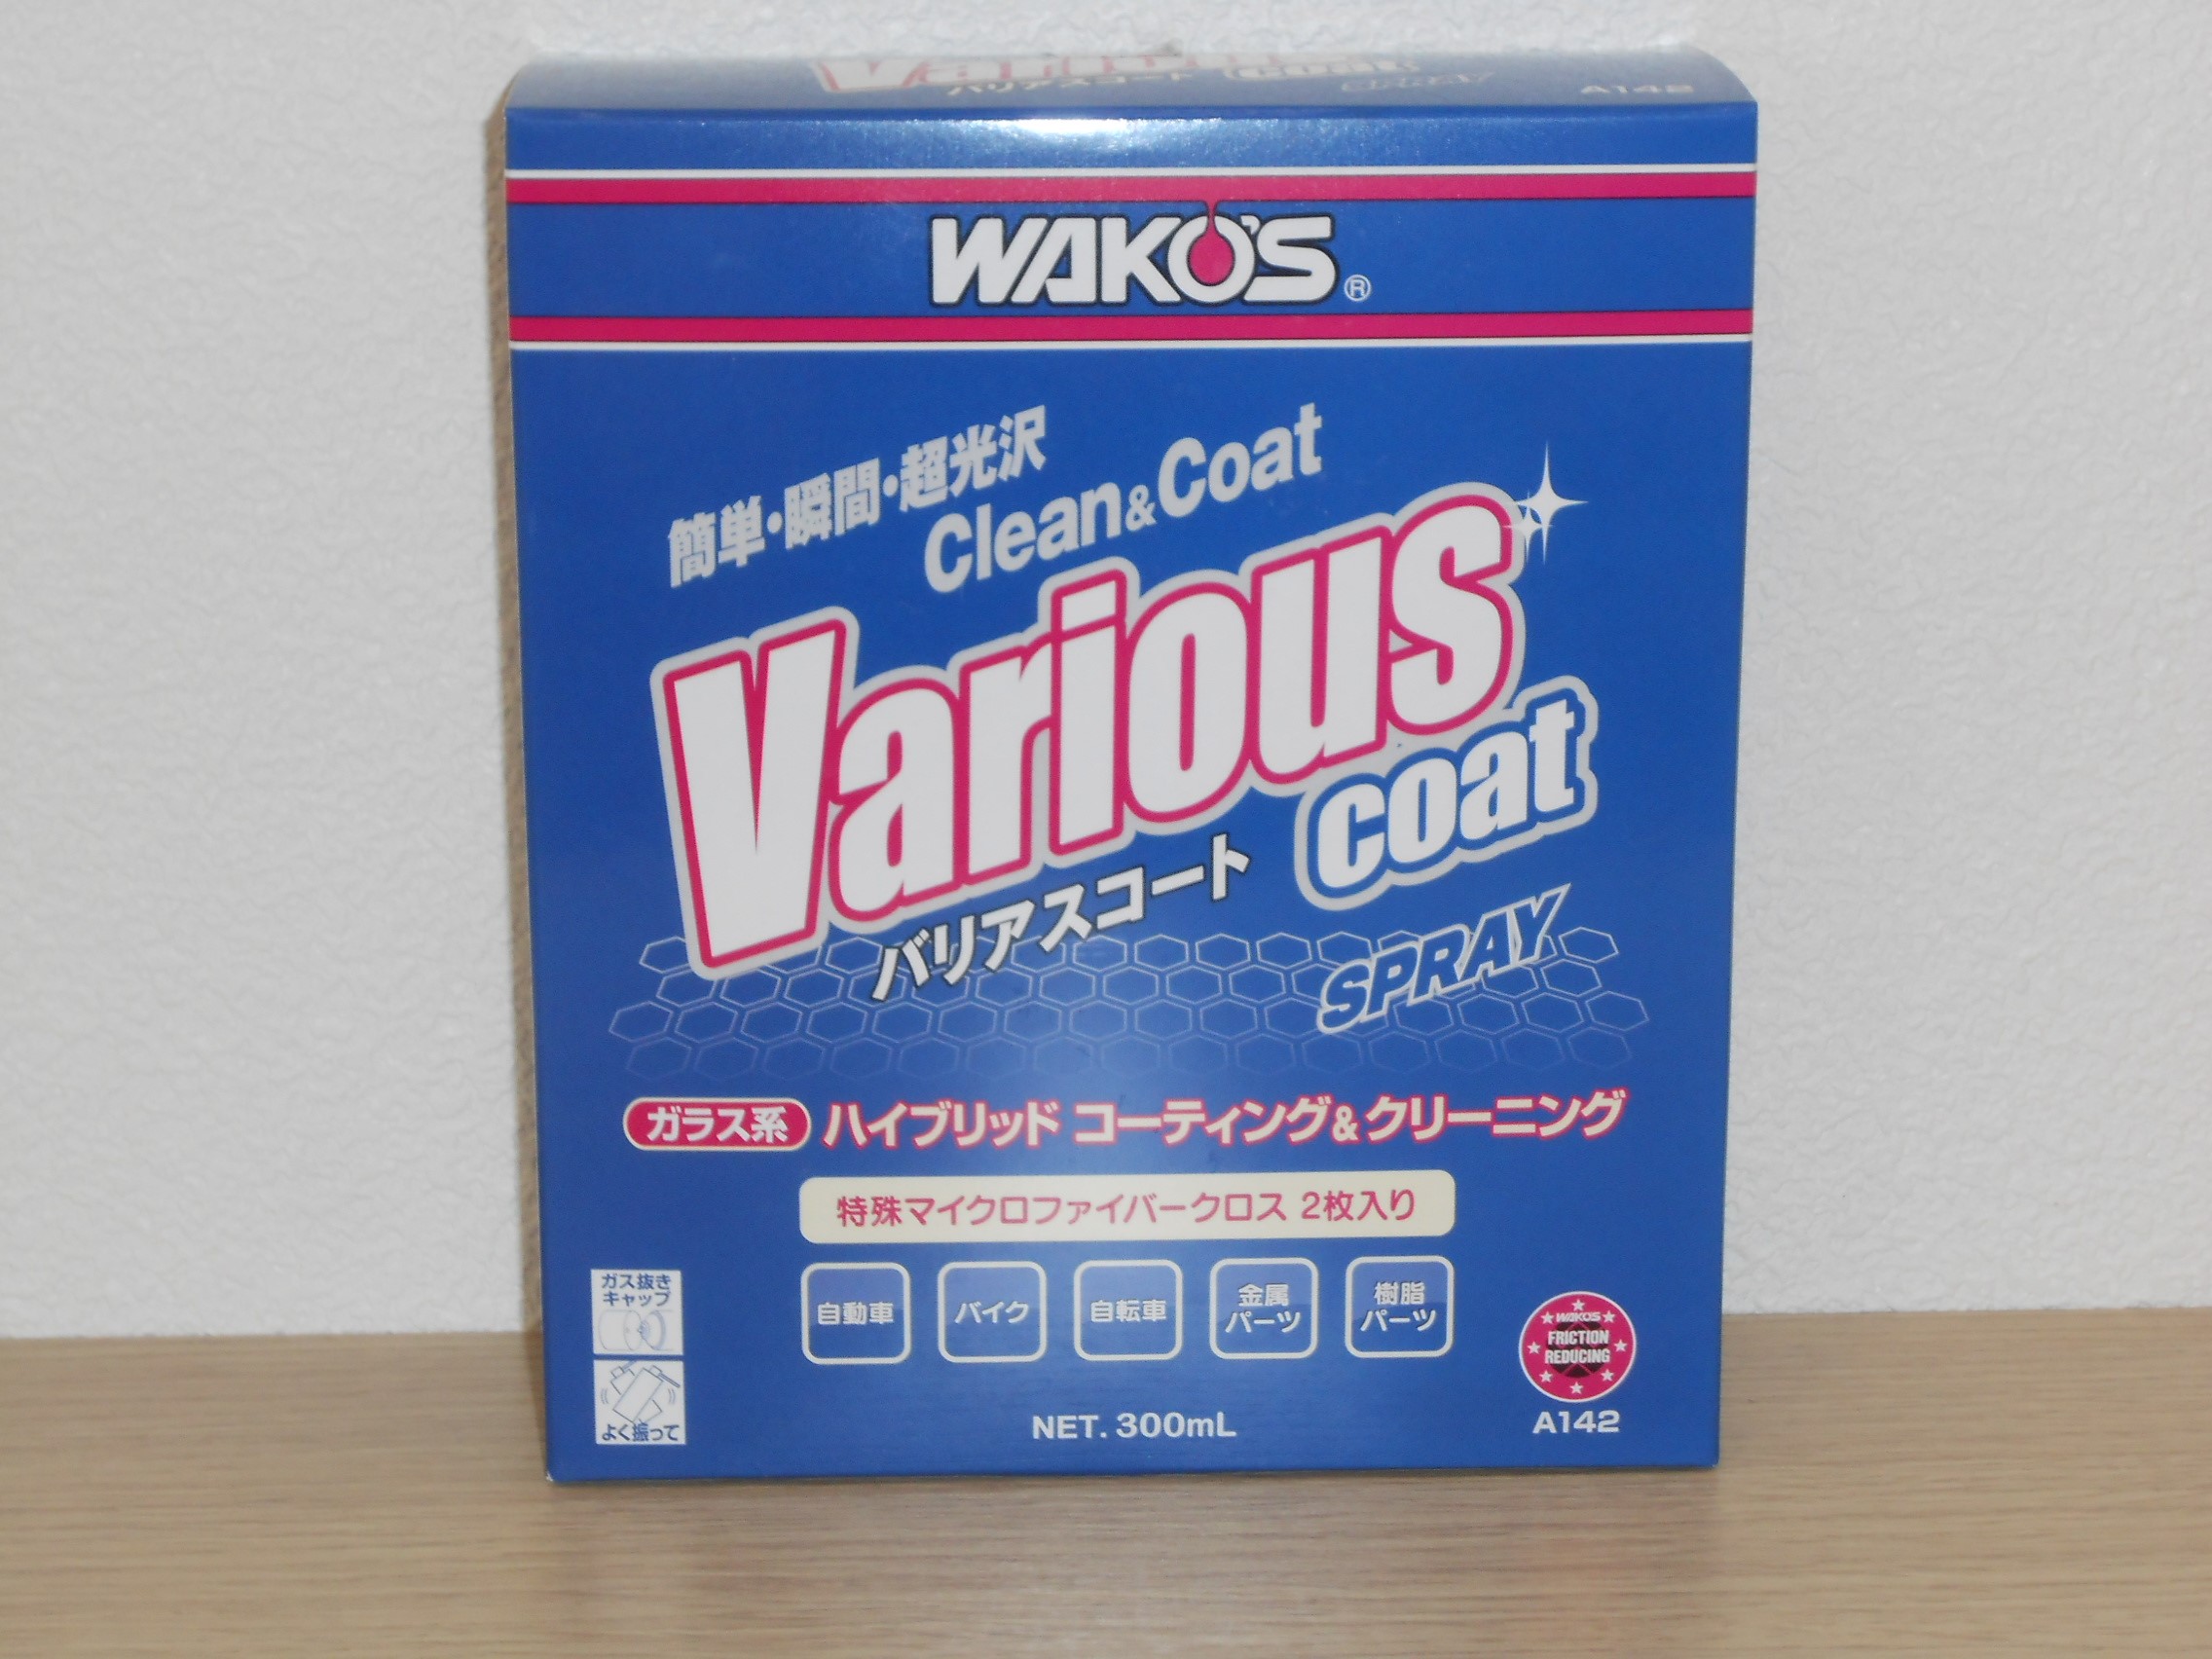 Various coat
バリアスコート
SPRAY
A142
WAKO'S®
簡単・瞬間・超光沢
Clean&Coat
Various
coat
バリアスコート
SPRAY
ガラス系 ハイブリッド コーティング&クリーニング
特殊マイクロファイバークロス 2枚入り
自動車
バイク
自転車
金属
パーツ
樹脂
パーツ
ガス抜き
キャップ
よく振って
NET. 300mL
WAKO'S
FRICTION
REDUCING
A142